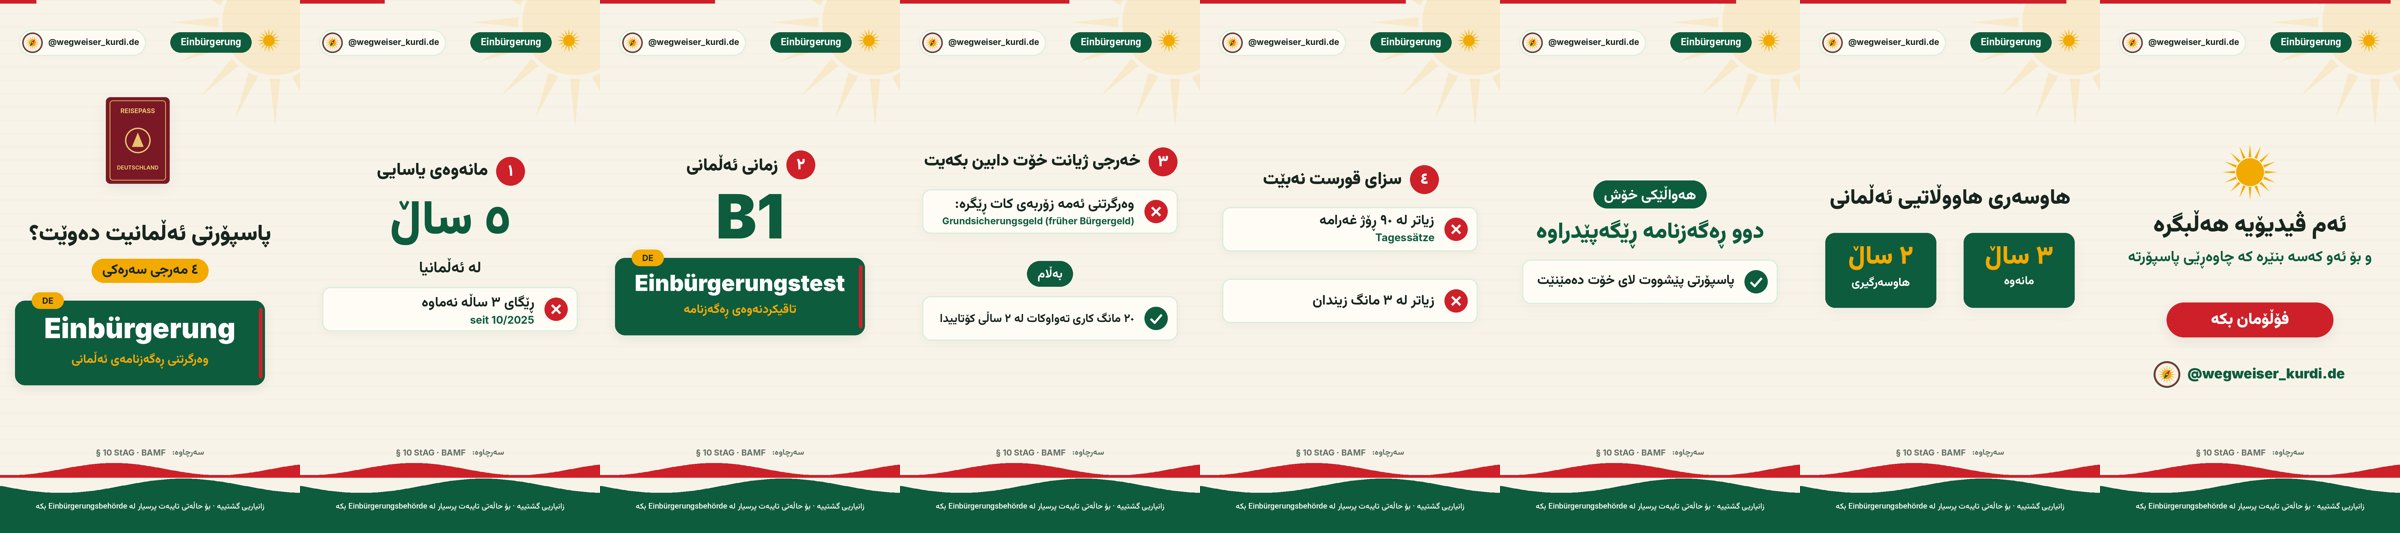 @wegweiser_kurdi.de
Einbürgerung
REISEPASS
DEUTSCHLAND
پاسپۆرتی ئەڵمانیت دەوێت؟
٤ مەرجی سەرەکی
DE
Einbürgerung
وەرگرتنی ڕەگەزنامەی ئەڵمانی
سەرچاوە: § 10 StAG · BAMF
زانیاریی گشتییە · بۆ حاڵەتی تایبەت پرسیار لە Einbürgerungsbehörde بکە
@wegweiser_kurdi.de
Einbürgerung
١ مانەوەی یاسایی
٥ ساڵ
لە ئەڵمانیا
ڕێگای ٣ ساڵە نەماوە
seit 10/2025
سەرچاوە: § 10 StAG · BAMF
زانیاریی گشتییە · بۆ حاڵەتی تایبەت پرسیار لە Einbürgerungsbehörde بکە
@wegweiser_kurdi.de
Einbürgerung
٢ زمانی ئەڵمانی
B1
DE
Einbürgerungstest
تاقیکردنەوەی ڕەگەزنامە
سەرچاوە: § 10 StAG · BAMF
زانیاریی گشتییە · بۆ حاڵەتی تایبەت پرسیار لە Einbürgerungsbehörde بکە
@wegweiser_kurdi.de
Einbürgerung
٣ خەرجی ژیانت خۆت دابین بکەیت
وەرگرتنی ئەمە زۆربەی کات ڕێگرە:
Grundsicherungsgeld (früher Bürgergeld)
بەڵام
٢٠ مانگ کاری تەواوکات لە ٢ ساڵی کۆتاییدا
سەرچاوە: § 10 StAG · BAMF
زانیاریی گشتییە · بۆ حاڵەتی تایبەت پرسیار لە Einbürgerungsbehörde بکە
@wegweiser_kurdi.de
Einbürgerung
٤ سزای قورست نەبێت
زیاتر لە ٩٠ ڕۆژ غەرامە
Tagessätze
زیاتر لە ٣ مانگ زیندان
سەرچاوە: § 10 StAG · BAMF
زانیاریی گشتییە · بۆ حاڵەتی تایبەت پرسیار لە Einbürgerungsbehörde بکە
@wegweiser_kurdi.de
Einbürgerung
هەواڵێکی خۆش
دوو ڕەگەزنامە ڕێگەپێدراوە
پاسپۆرتی پێشووت لای خۆت دەمێنێت
سەرچاوە: § 10 StAG · BAMF
زانیاریی گشتییە · بۆ حاڵەتی تایبەت پرسیار لە Einbürgerungsbehörde بکە
@wegweiser_kurdi.de
Einbürgerung
هاوسەری هاووڵاتیی ئەڵمانی
٣ ساڵ
مانەوە
٢ ساڵ
هاوسەرگیری
سەرچاوە: § 10 StAG · BAMF
زانیاریی گشتییە · بۆ حاڵەتی تایبەت پرسیار لە Einbürgerungsbehörde بکە
@wegweiser_kurdi.de
Einbürgerung
ئەم ڤیدیۆیە هەڵبگرە
و بۆ ئەو کەسە بنێرە کە چاوەڕێی پاسپۆرتە
فۆڵۆمان بکە
@wegweiser_kurdi.de
سەرچاوە: § 10 StAG · BAMF
زانیاریی گشتییە · بۆ حاڵەتی تایبەت پرسیار لە Einbürgerungsbehörde بکە